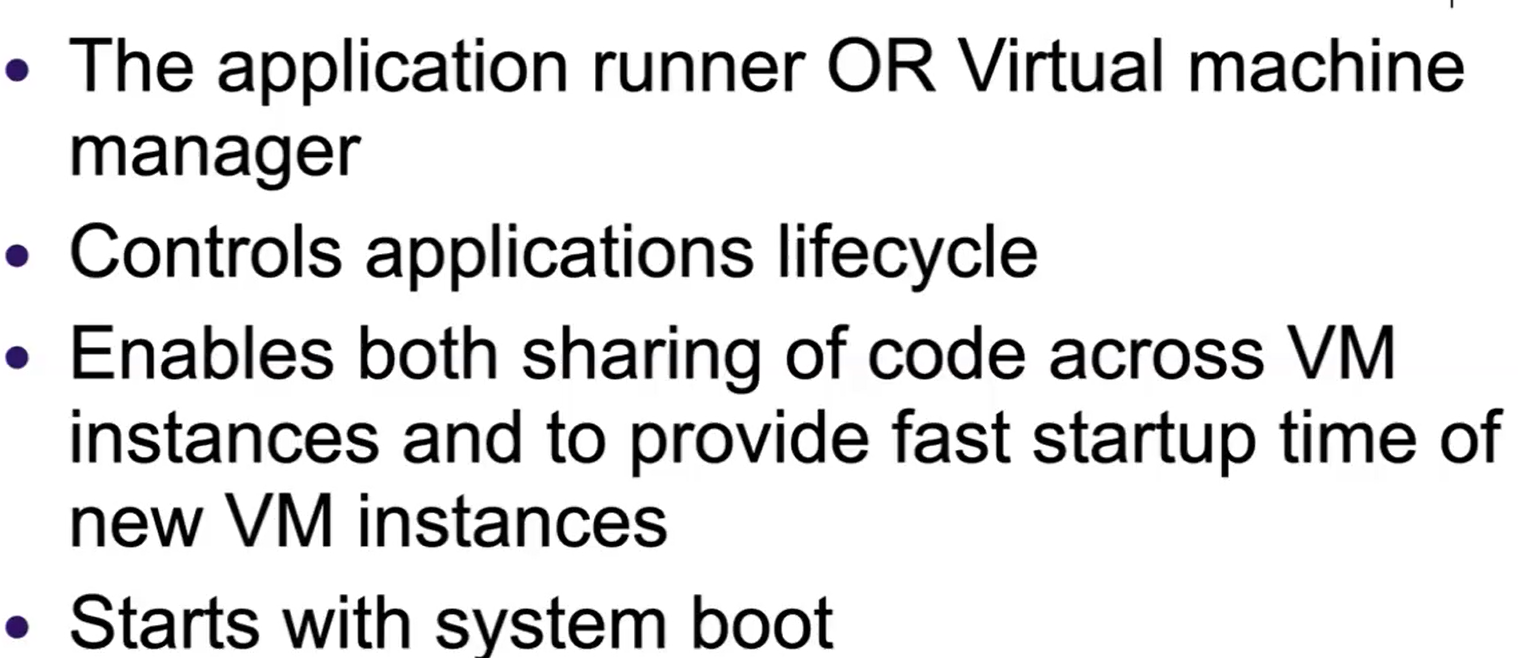 • The application runner OR Virtual machine
manager
• Controls applications lifecycle
• Enables both sharing of code across VM
instances and to provide fast startup time of
new VM instances
• Starts with system boot